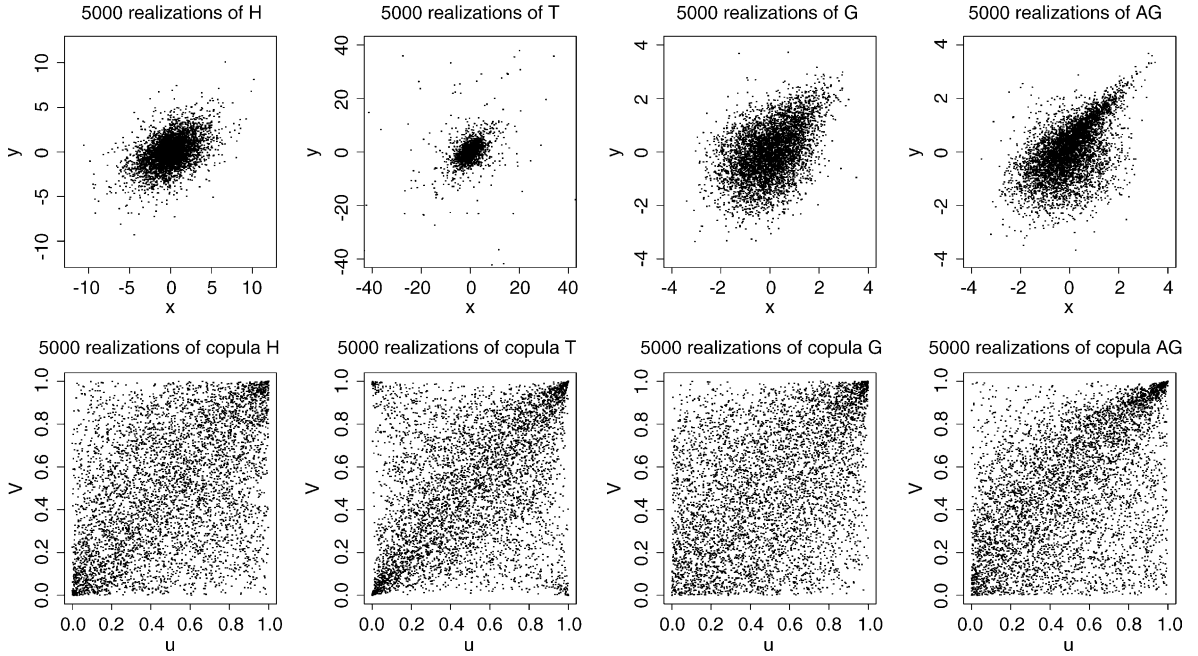 5000 realizations of H
5000 realizations of T
5000 realizations of G
5000 realizations of AG
10
5
0
-5
-10
y
-10 -5 0 5 10
x
40
20
0
-20
-40
y
-40 -20 0 20 40
x
4
2
0
-2
-4
y
-4 -2 0 2 4
x
4
2
0
-2
-4
y
-4 -2 0 2 4
x
5000 realizations of copula H
5000 realizations of copula T
5000 realizations of copula G
5000 realizations of copula AG
1.0
0.8
0.6
0.4
0.2
0.0
V
0.0 0.2 0.4 0.6 0.8 1.0
u
1.0
0.8
0.6
0.4
0.2
0.0
V
0.0 0.2 0.4 0.6 0.8 1.0
u
1.0
0.8
0.6
0.4
0.2
0.0
V
0.0 0.2 0.4 0.6 0.8 1.0
u
1.0
0.8
0.6
0.4
0.2
0.0
V
0.0 0.2 0.4 0.6 0.8 1.0
u